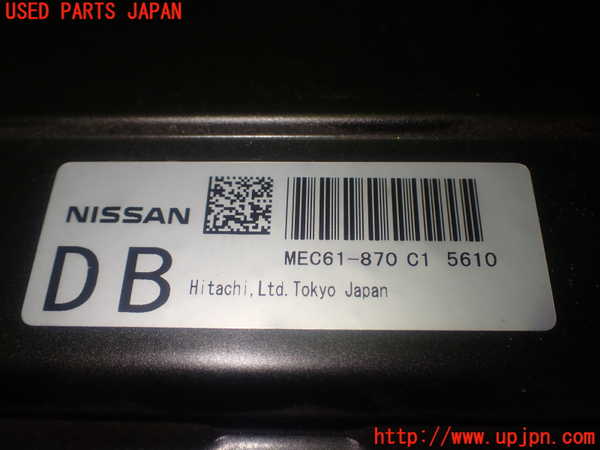 USED PARTS JAPAN
NISSAN
MEC61-870 C1 5610
DB
Hitachi,Ltd.Tokyo Japan
http://www.upjpn.com/